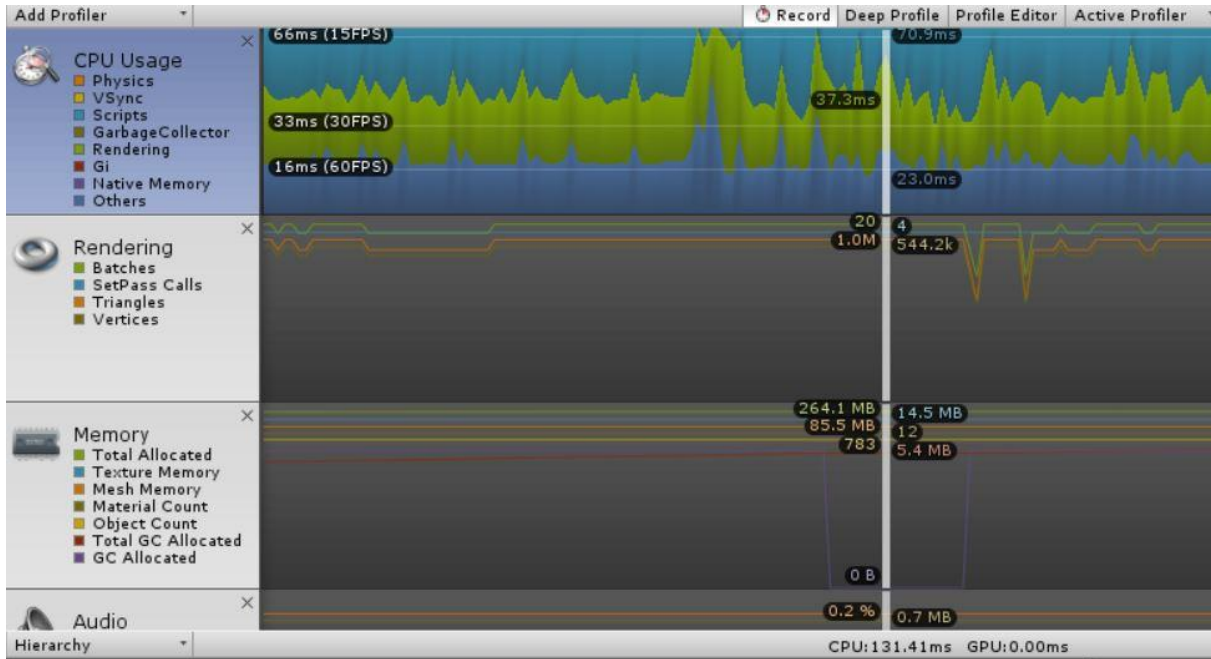 Add Profiler
Record Deep Profile Profile Editor Active Profiler
CPU Usage
Physics
VSync
Scripts
GarbageCollector
Rendering
Gi
Native Memory
Others
66ms (15FPS)
70.9ms
37.3ms
33ms (30FPS)
16ms (60FPS)
23.0ms
Rendering
Batches
SetPass Calls
Triangles
Vertices
20 4
1.0M 544.2k
Memory
Total Allocated
Texture Memory
Mesh Memory
Material Count
Object Count
Total GC Allocated
GC Allocated
264.1 MB 14.5 MB
85.5 MB 12
783 5.4 MB
0 B
Audio
0.2 % 0.7 MB
Hierarchy
CPU:131.41ms GPU:0.00ms